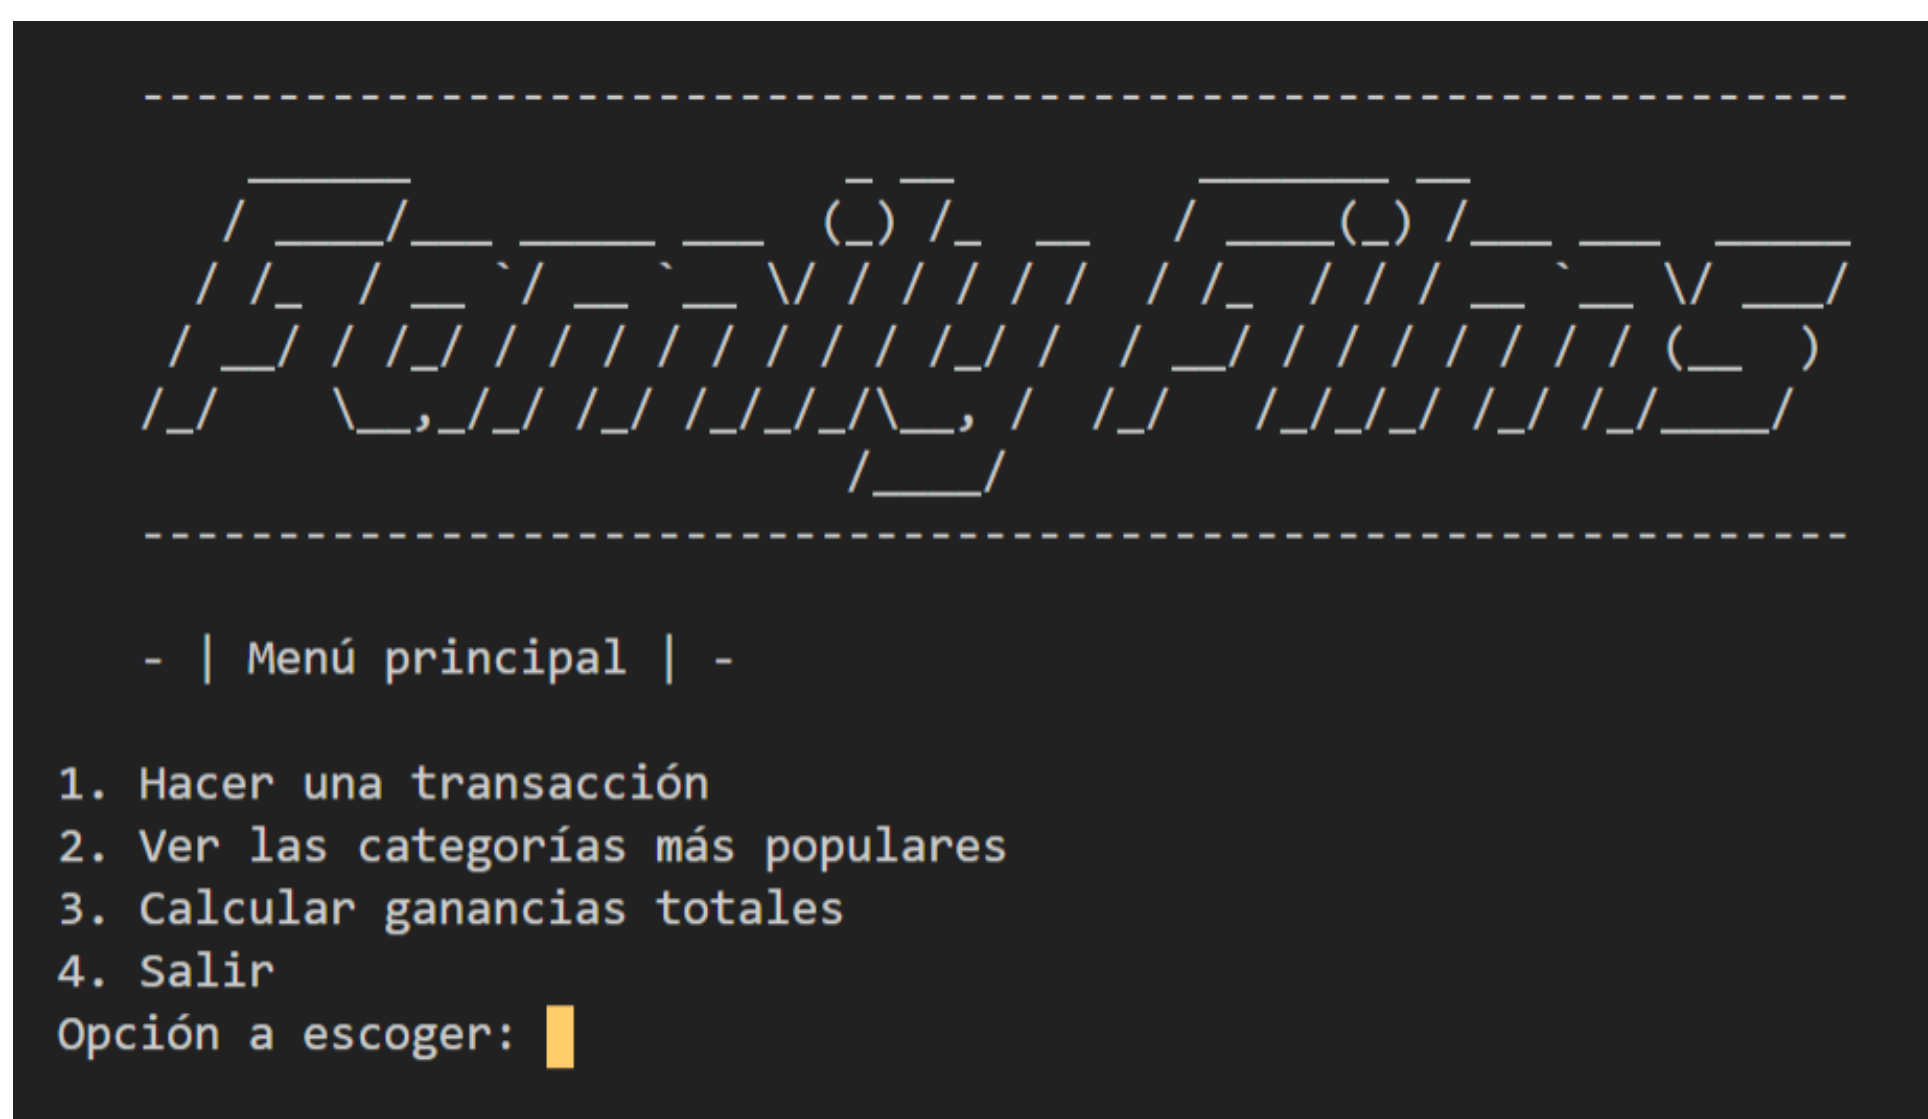 Family Films
- | Menú principal | -
1. Hacer una transacción
2. Ver las categorías más populares
3. Calcular ganancias totales
4. Salir
Opción a escoger: